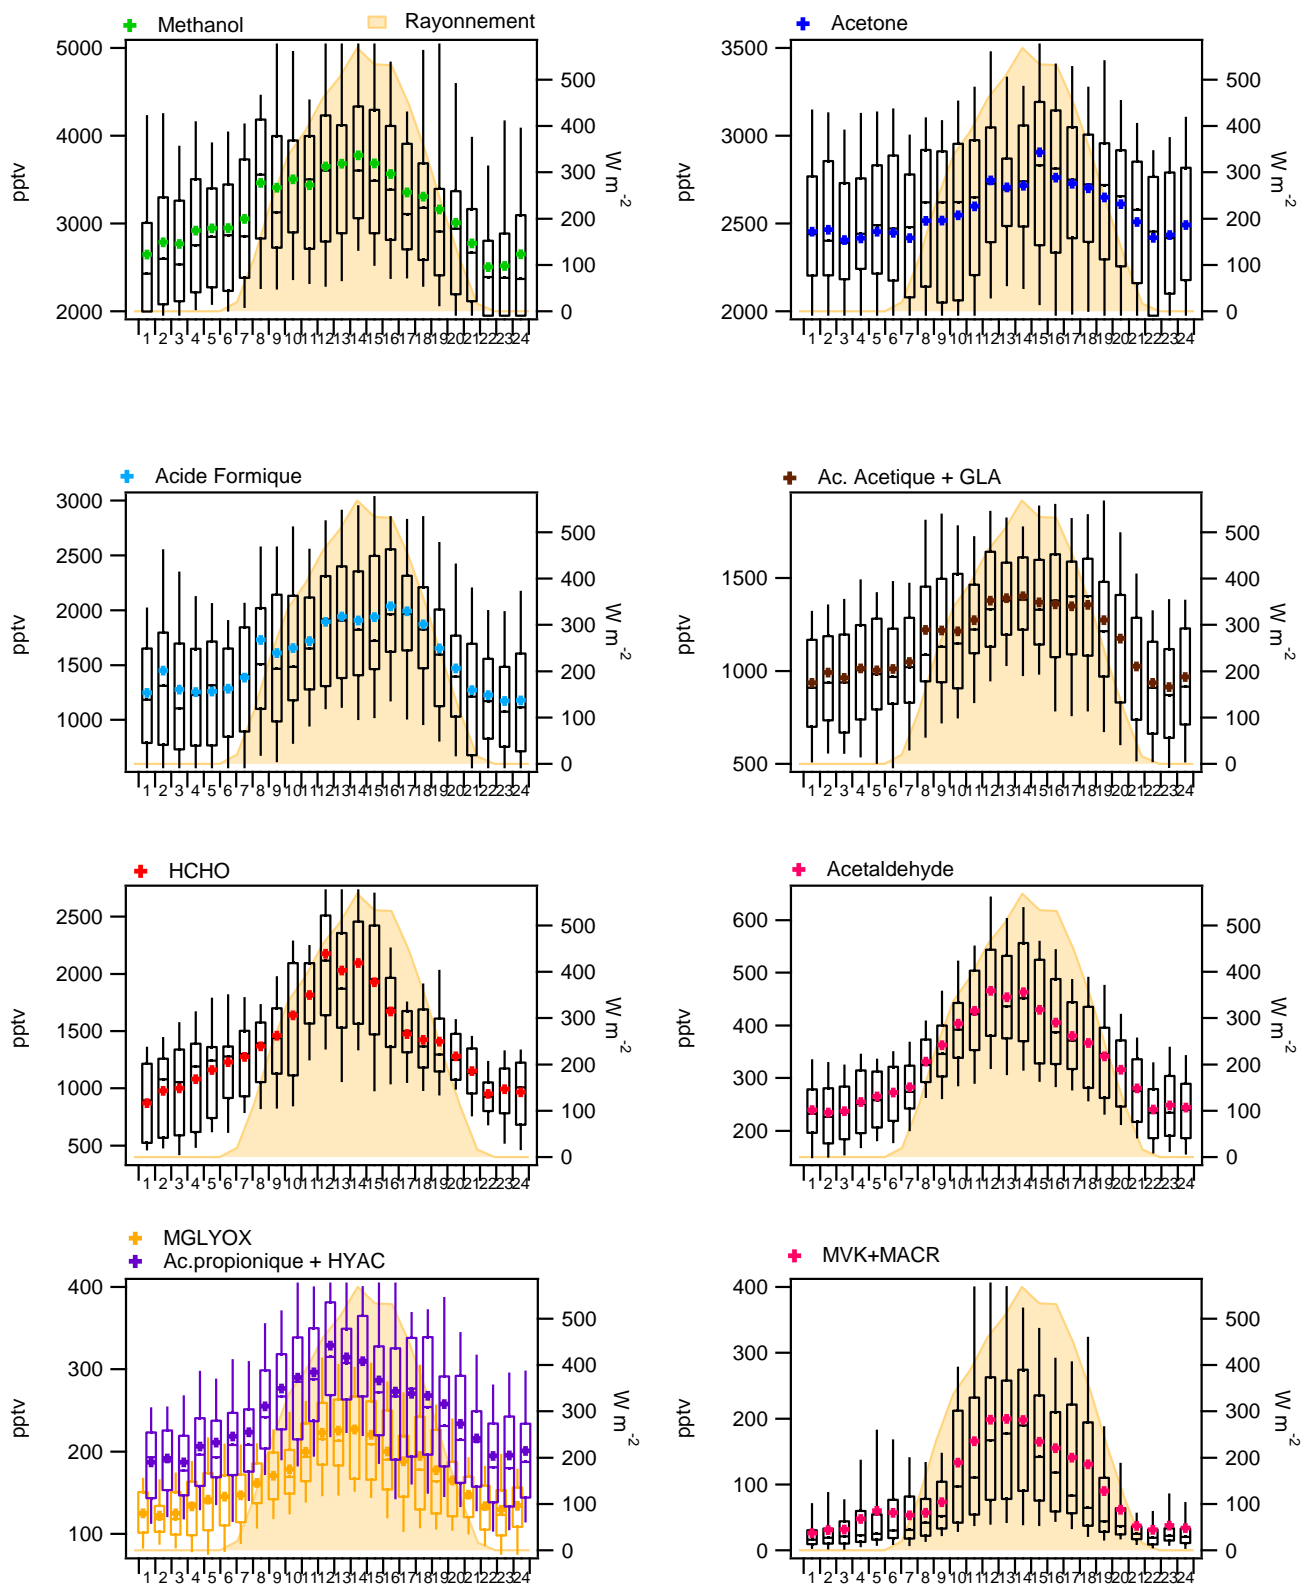 Methanol
Rayonnement
5000
4000
3000
2000
pptv
500
400
300
200
100
0
W m-2
1 2 3 4 5 6 7 8 9 10 11 12 13 14 15 16 17 18 19 20 21 22 23 24
Acetone
3500
3000
2500
2000
pptv
500
400
300
200
100
0
W m-2
1 2 3 4 5 6 7 8 9 10 11 12 13 14 15 16 17 18 19 20 21 22 23 24
Acide Formique
3000
2500
2000
1500
1000
pptv
500
400
300
200
100
0
W m-2
1 2 3 4 5 6 7 8 9 10 11 12 13 14 15 16 17 18 19 20 21 22 23 24
Ac. Acetique + GLA
1500
1000
500
pptv
500
400
300
200
100
0
W m-2
1 2 3 4 5 6 7 8 9 10 11 12 13 14 15 16 17 18 19 20 21 22 23 24
HCHO
2500
2000
1500
1000
500
pptv
500
400
300
200
100
0
W m-2
1 2 3 4 5 6 7 8 9 10 11 12 13 14 15 16 17 18 19 20 21 22 23 24
Acetaldehyde
600
500
400
300
200
pptv
500
400
300
200
100
0
W m-2
1 2 3 4 5 6 7 8 9 10 11 12 13 14 15 16 17 18 19 20 21 22 23 24
MGLYOX
Ac.propionique + HYAC
400
300
200
100
pptv
500
400
300
200
100
0
W m-2
1 2 3 4 5 6 7 8 9 10 11 12 13 14 15 16 17 18 19 20 21 22 23 24
MVK+MACR
400
300
200
100
0
pptv
500
400
300
200
100
0
W m-2
1 2 3 4 5 6 7 8 9 10 11 12 13 14 15 16 17 18 19 20 21 22 23 24